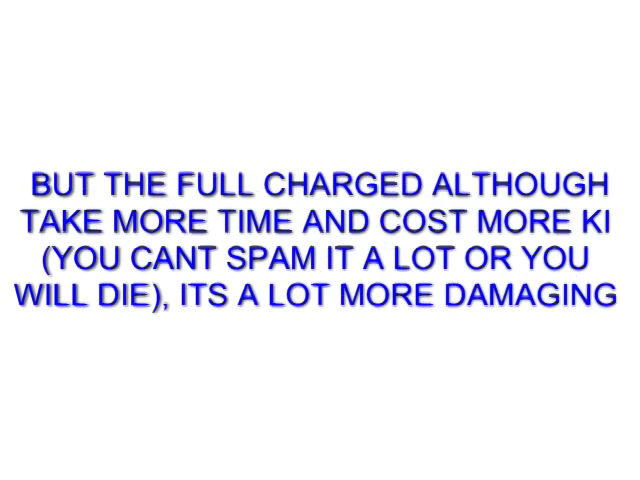 BUT THE FULL CHARGED ALTHOUGH
TAKE MORE TIME AND COST MORE KI
(YOU CANT SPAM IT A LOT OR YOU
WILL DIE), ITS A LOT MORE DAMAGING